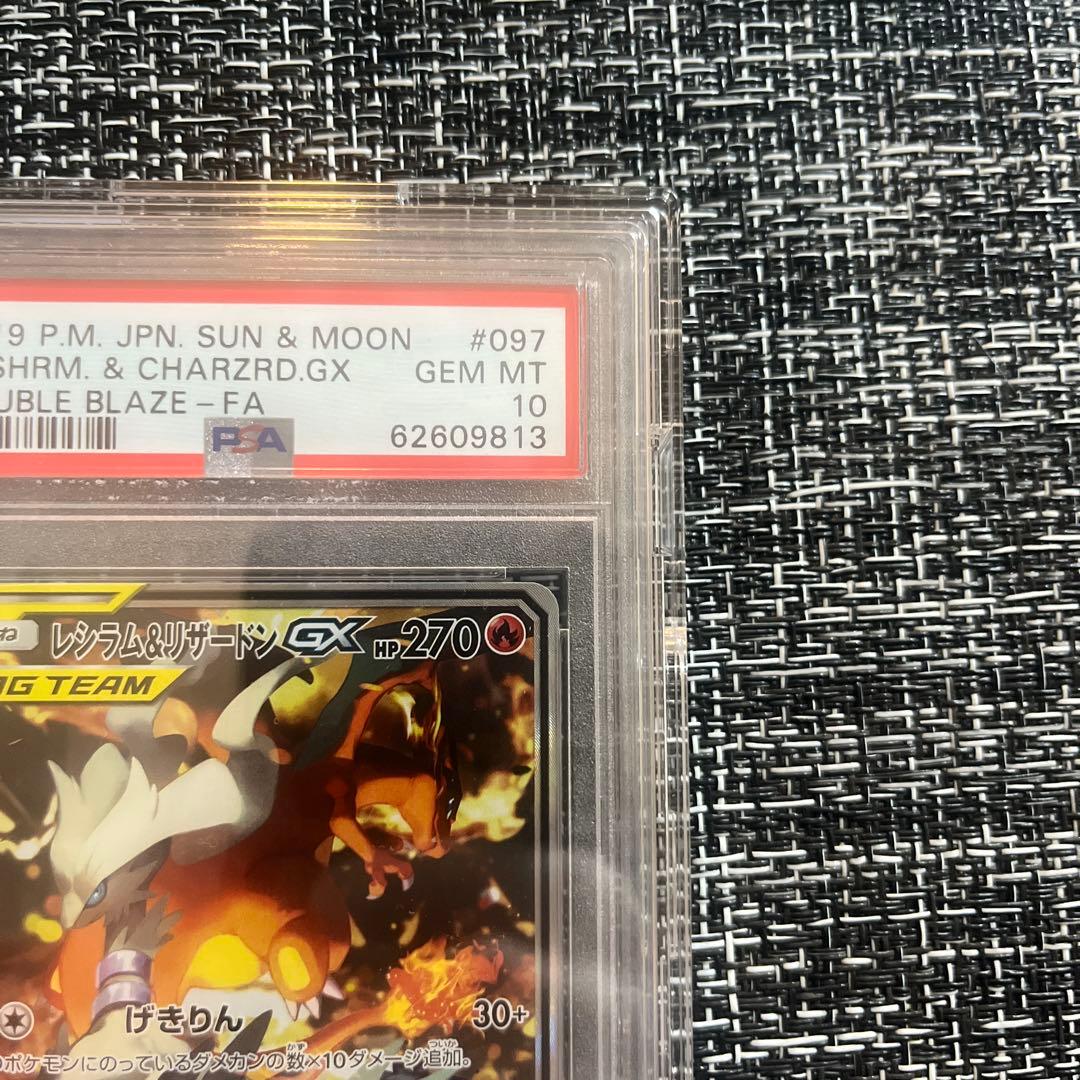 '19 P.M. JPN. SUN & MOON #097
SHRM. & CHARZRD.GX GEM MT
UBLE BLAZE-FA 10
PSA 62609813
ね レシラム&リザードンGX HP270
G TEAM
げきりん 30+
のポケモンにのっているダメカンの数×10ダメージ追加。